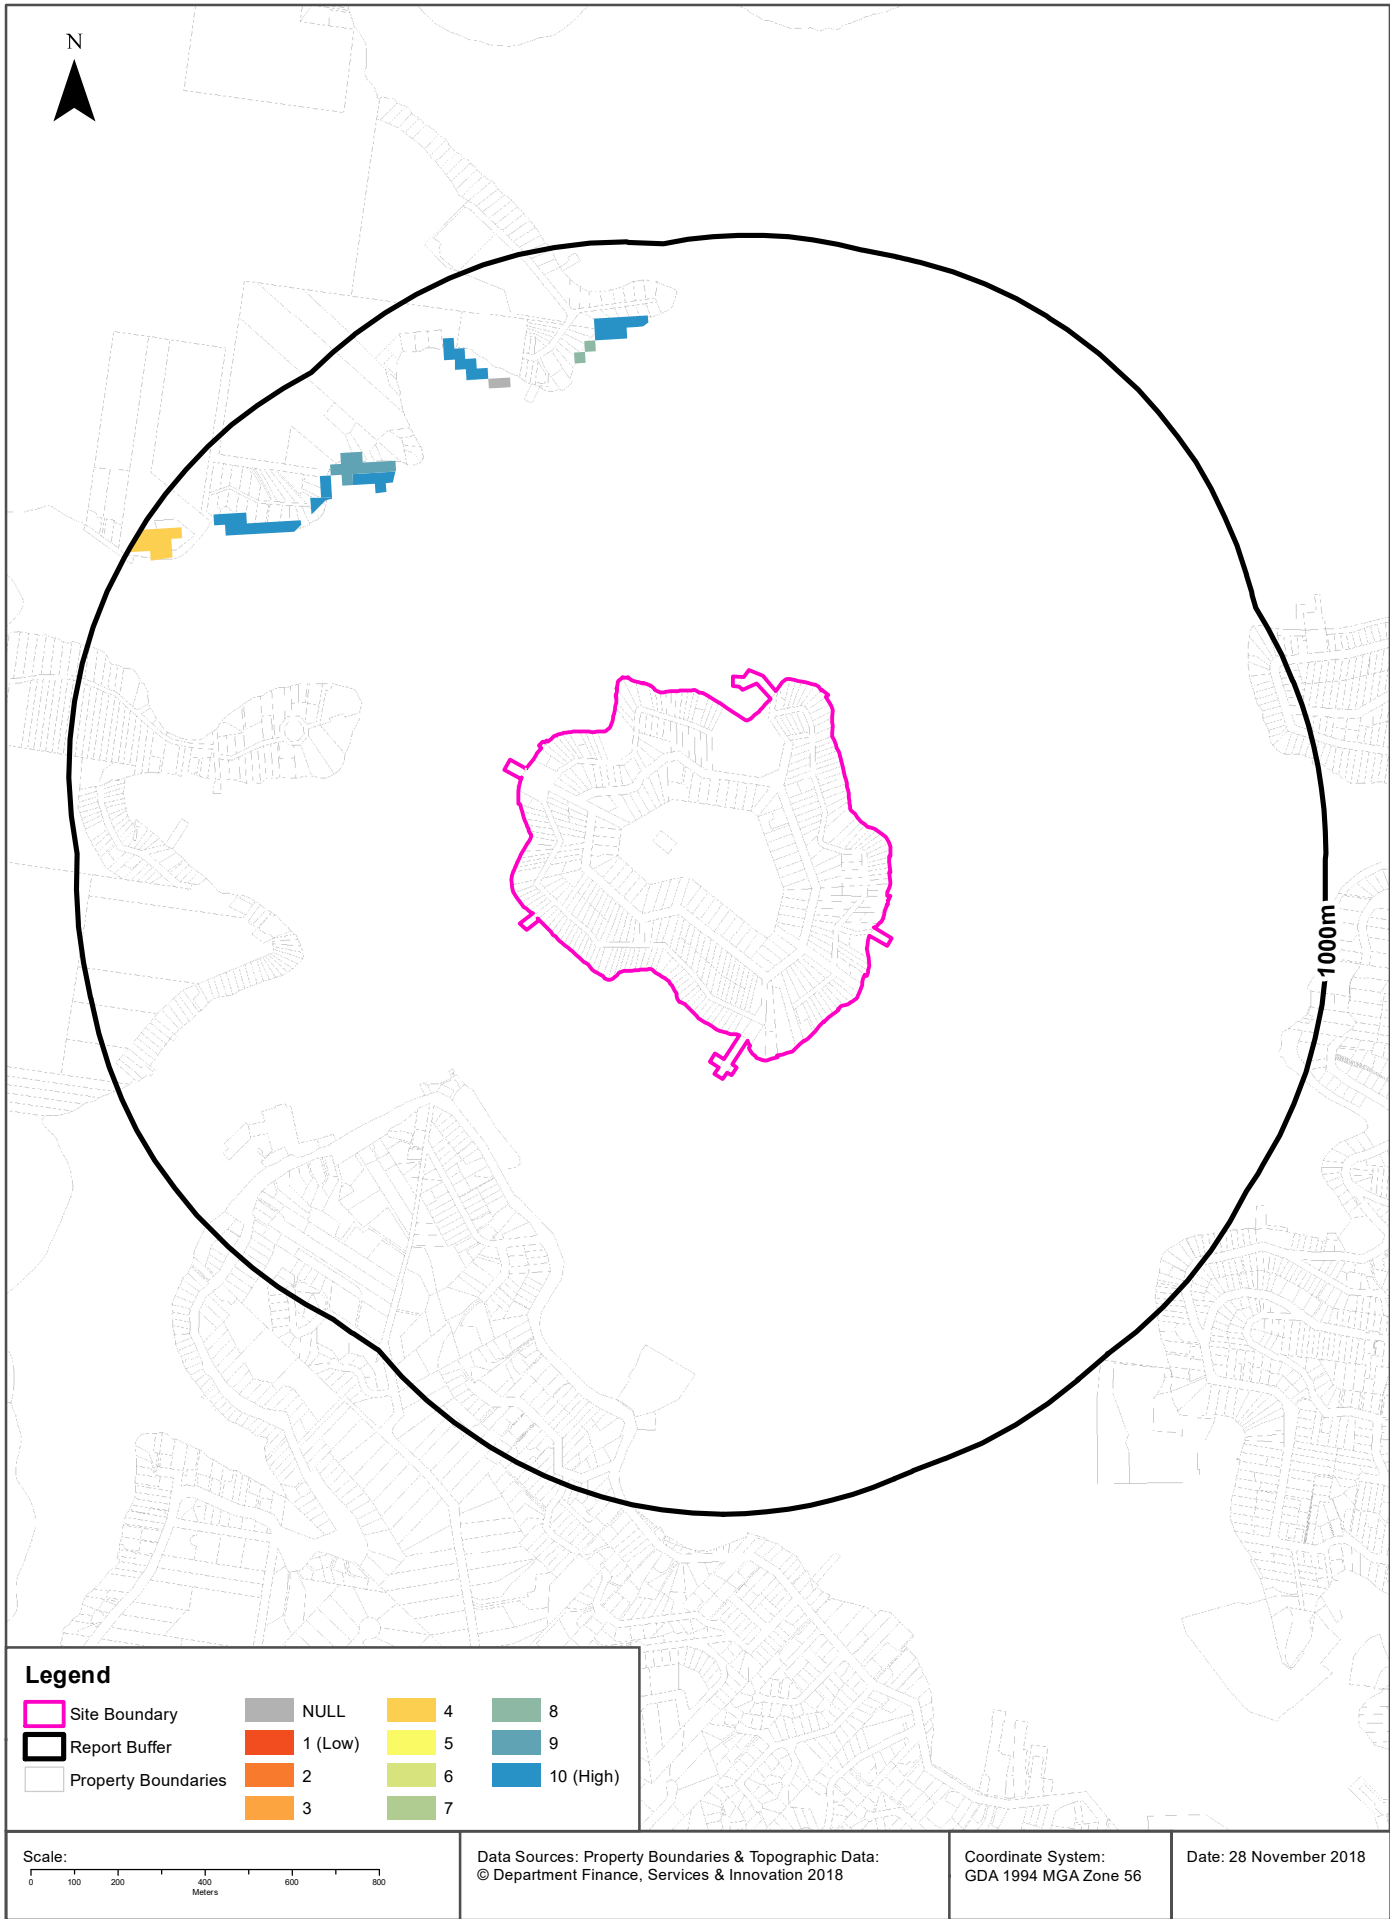 N
1000m
Legend
Site Boundary
Report Buffer
Property Boundaries
NULL
1 (Low)
2
3
4
5
6
7
8
9
10 (High)
Scale:
0 100 200 400 600 800
Meters
Data Sources: Property Boundaries & Topographic Data:
© Department Finance, Services & Innovation 2018
Coordinate System:
GDA 1994 MGA Zone 56
Date: 28 November 2018